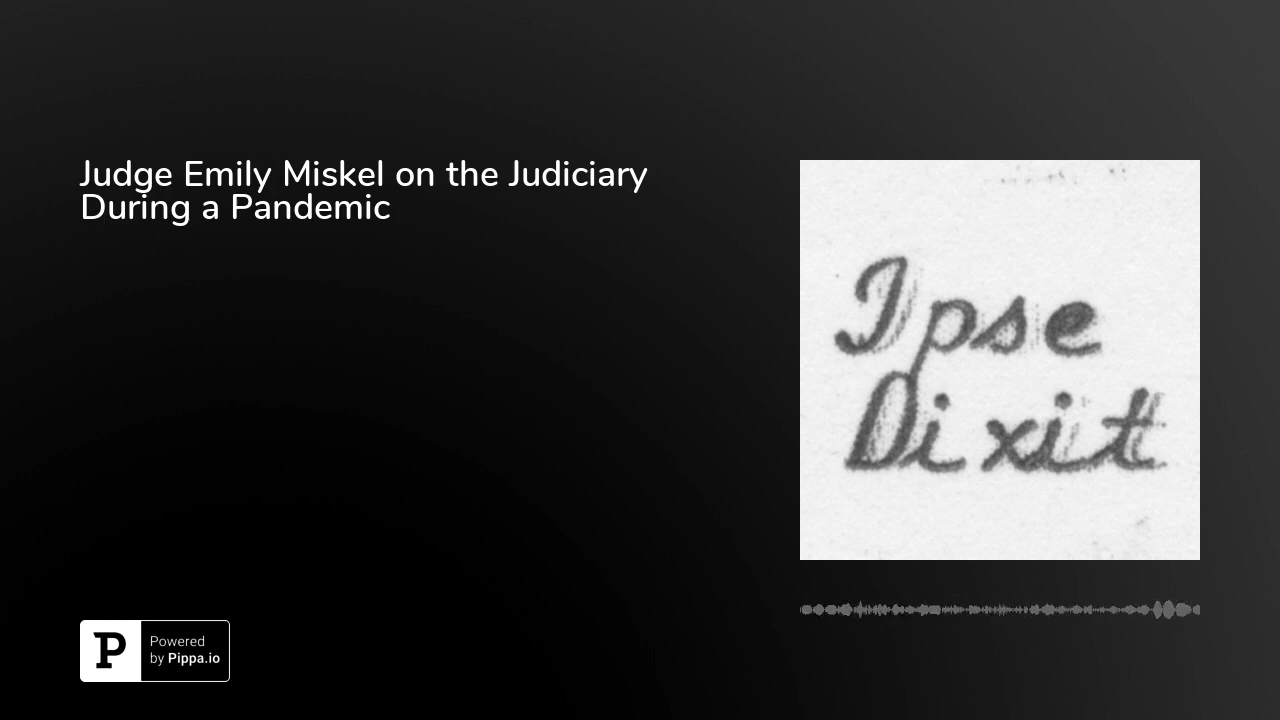 Judge Emily Miskel on the Judiciary
During a Pandemic
Ipse
Dixit
P
Powered
by Pippa.io